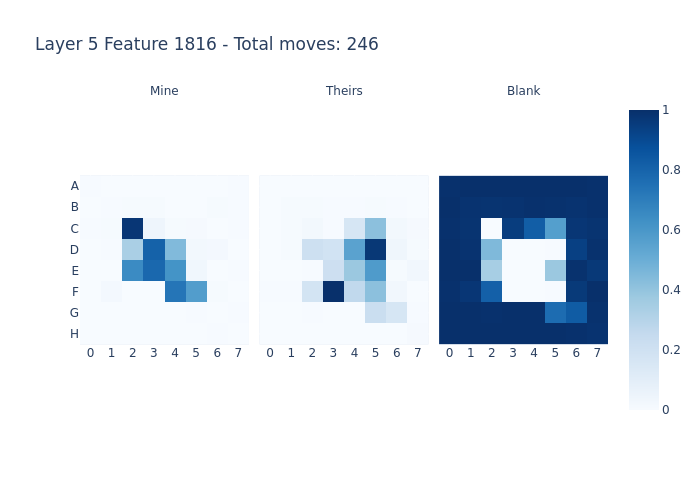 Layer 5 Feature 1816 - Total moves: 246
Mine Theirs Blank
A
B
C
D
E
F
G
H
0 1 2 3 4 5 6 7 0 1 2 3 4 5 6 7 0 1 2 3 4 5 6 7
1
0.8
0.6
0.4
0.2
0